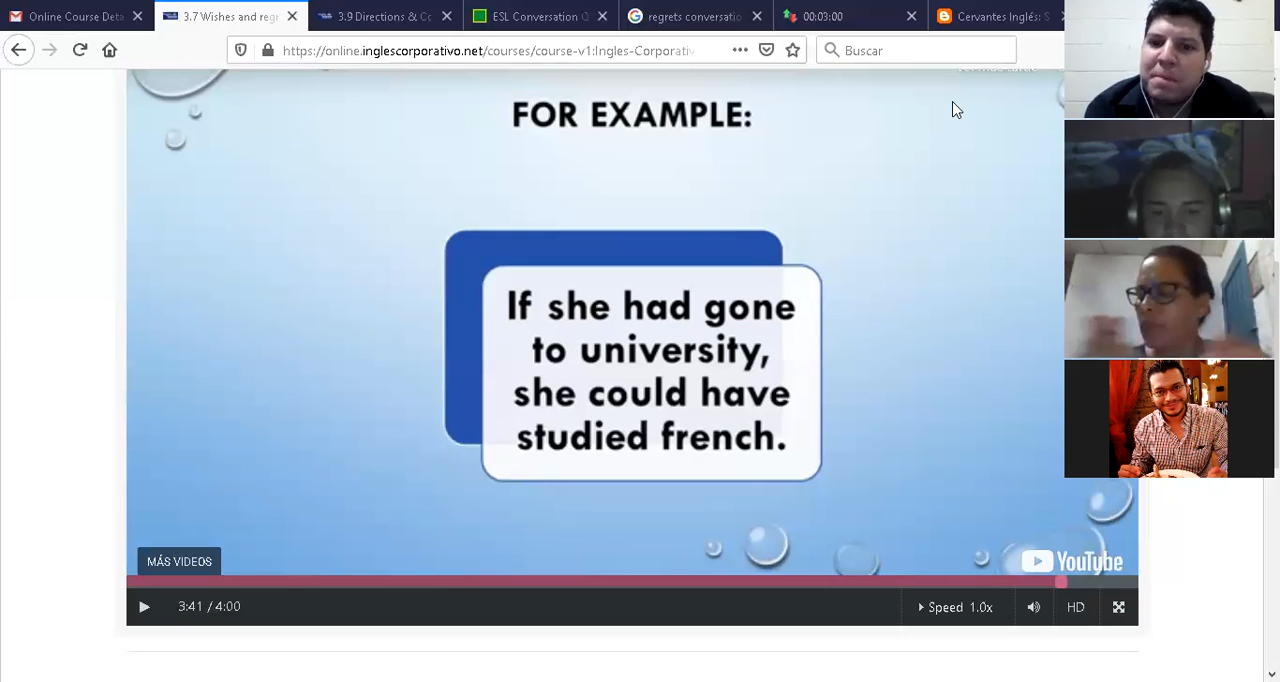 Online Course Deta
3.7 Wishes and regr
3.9 Directions & Co
ESL Conversation Q
regrets conversatio
00:03:00
Cervantes Inglés: S
https://online.inglescorporativo.net/courses/course-v1:Ingles-Corporativ
Buscar
FOR EXAMPLE:
If she had gone
to university,
she could have
studied french.
MÁS VIDEOS
YouTube
3:41 / 4:00
Speed 1.0x
HD